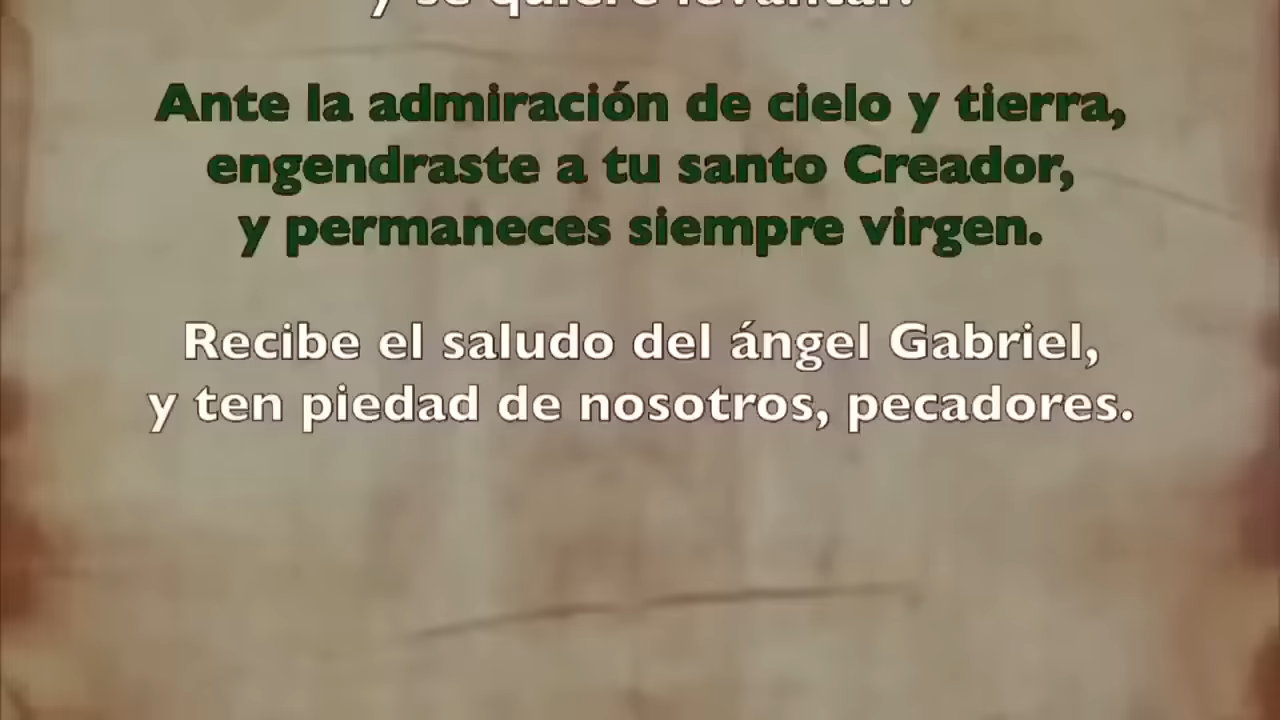 y se quiere levantar.
Ante la admiración de cielo y tierra,
engendraste a tu santo Creador,
y permaneces siempre virgen.
Recibe el saludo del ángel Gabriel,
y ten piedad de nosotros, pecadores.